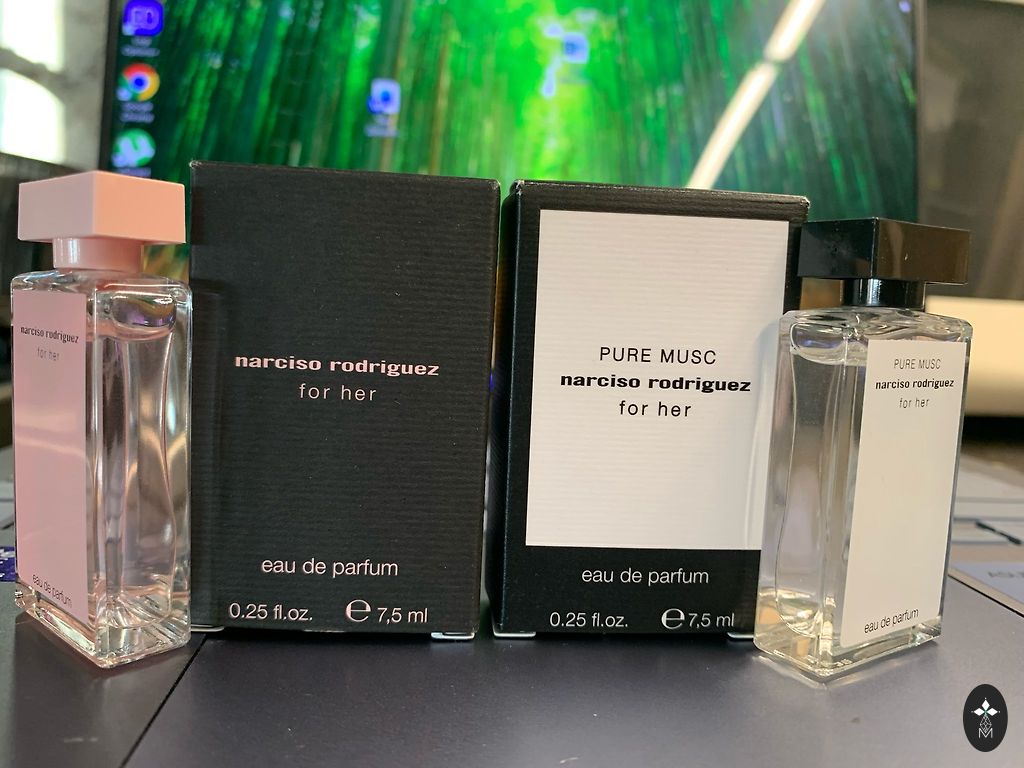 narciso rodriguez
for her
eau de parfum
narciso rodriguez
for her
eau de parfum
0.25 fl.oz. ℮ 7,5 ml
PURE MUSC
narciso rodriguez
for her
eau de parfum
0.25 fl.oz. ℮ 7,5 ml
PURE MUSC
narciso rodriguez
for her
eau de parfum